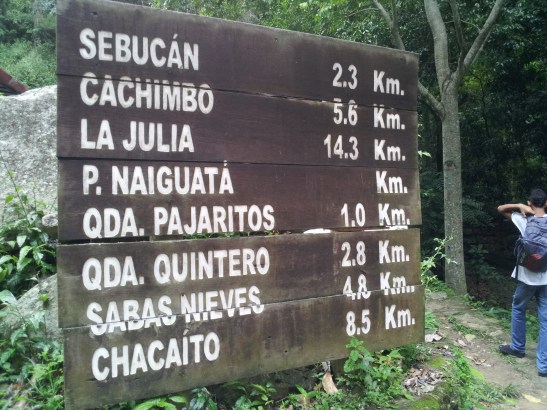 SEBUCÁN 2.3 Km.
CACHIMBO 5.6 Km.
LA JULIA 14.3 Km.
P. NAIGUATÁ Km.
QDA. PAJARITOS 1.0 Km.
QDA. QUINTERO 2.8 Km.
SABAS NIEVES 4.8 Km.
CHACAITO 8.5 Km.